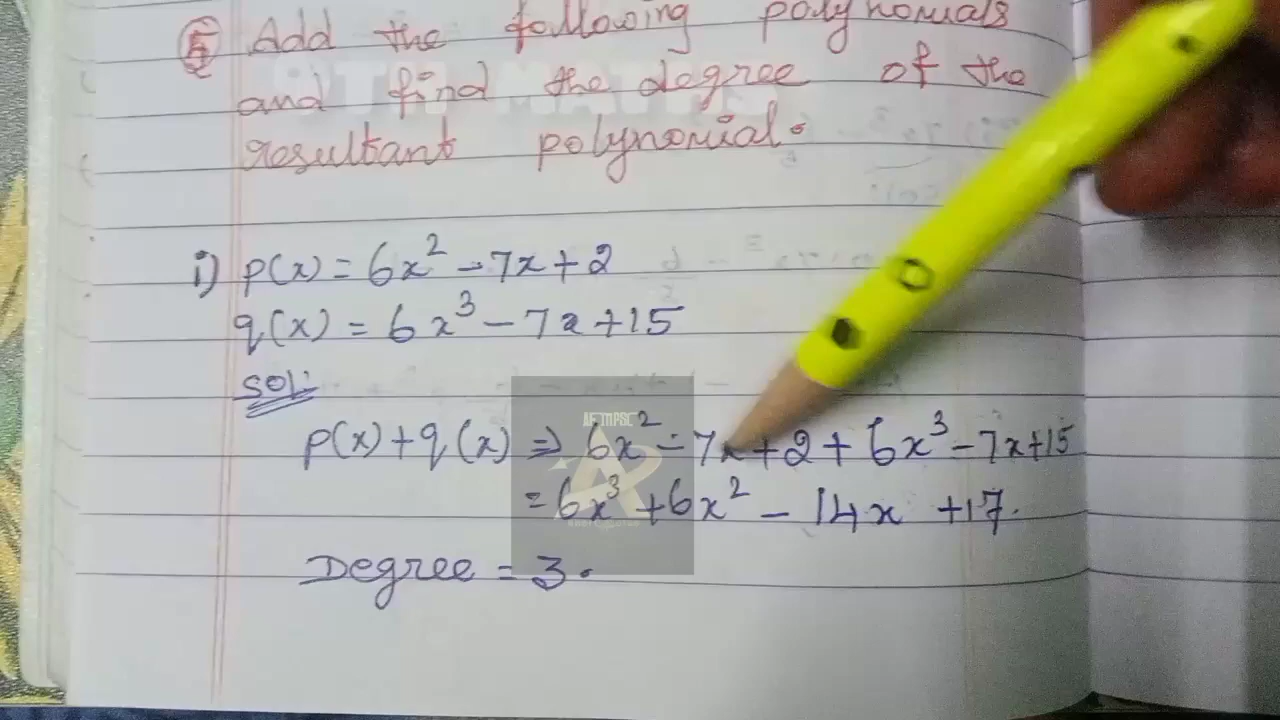 5 Add the following polynomials
and find the degree of the
resultant polynomial.
i) p(x) = 6x² - 7x + 2
q(x) = 6x³ - 7x + 15
Sol:
p(x) + q(x) ⇒ 6x² - 7x + 2 + 6x³ - 7x + 15
= 6x³ + 6x² - 14x + 17.
Degree = 3.